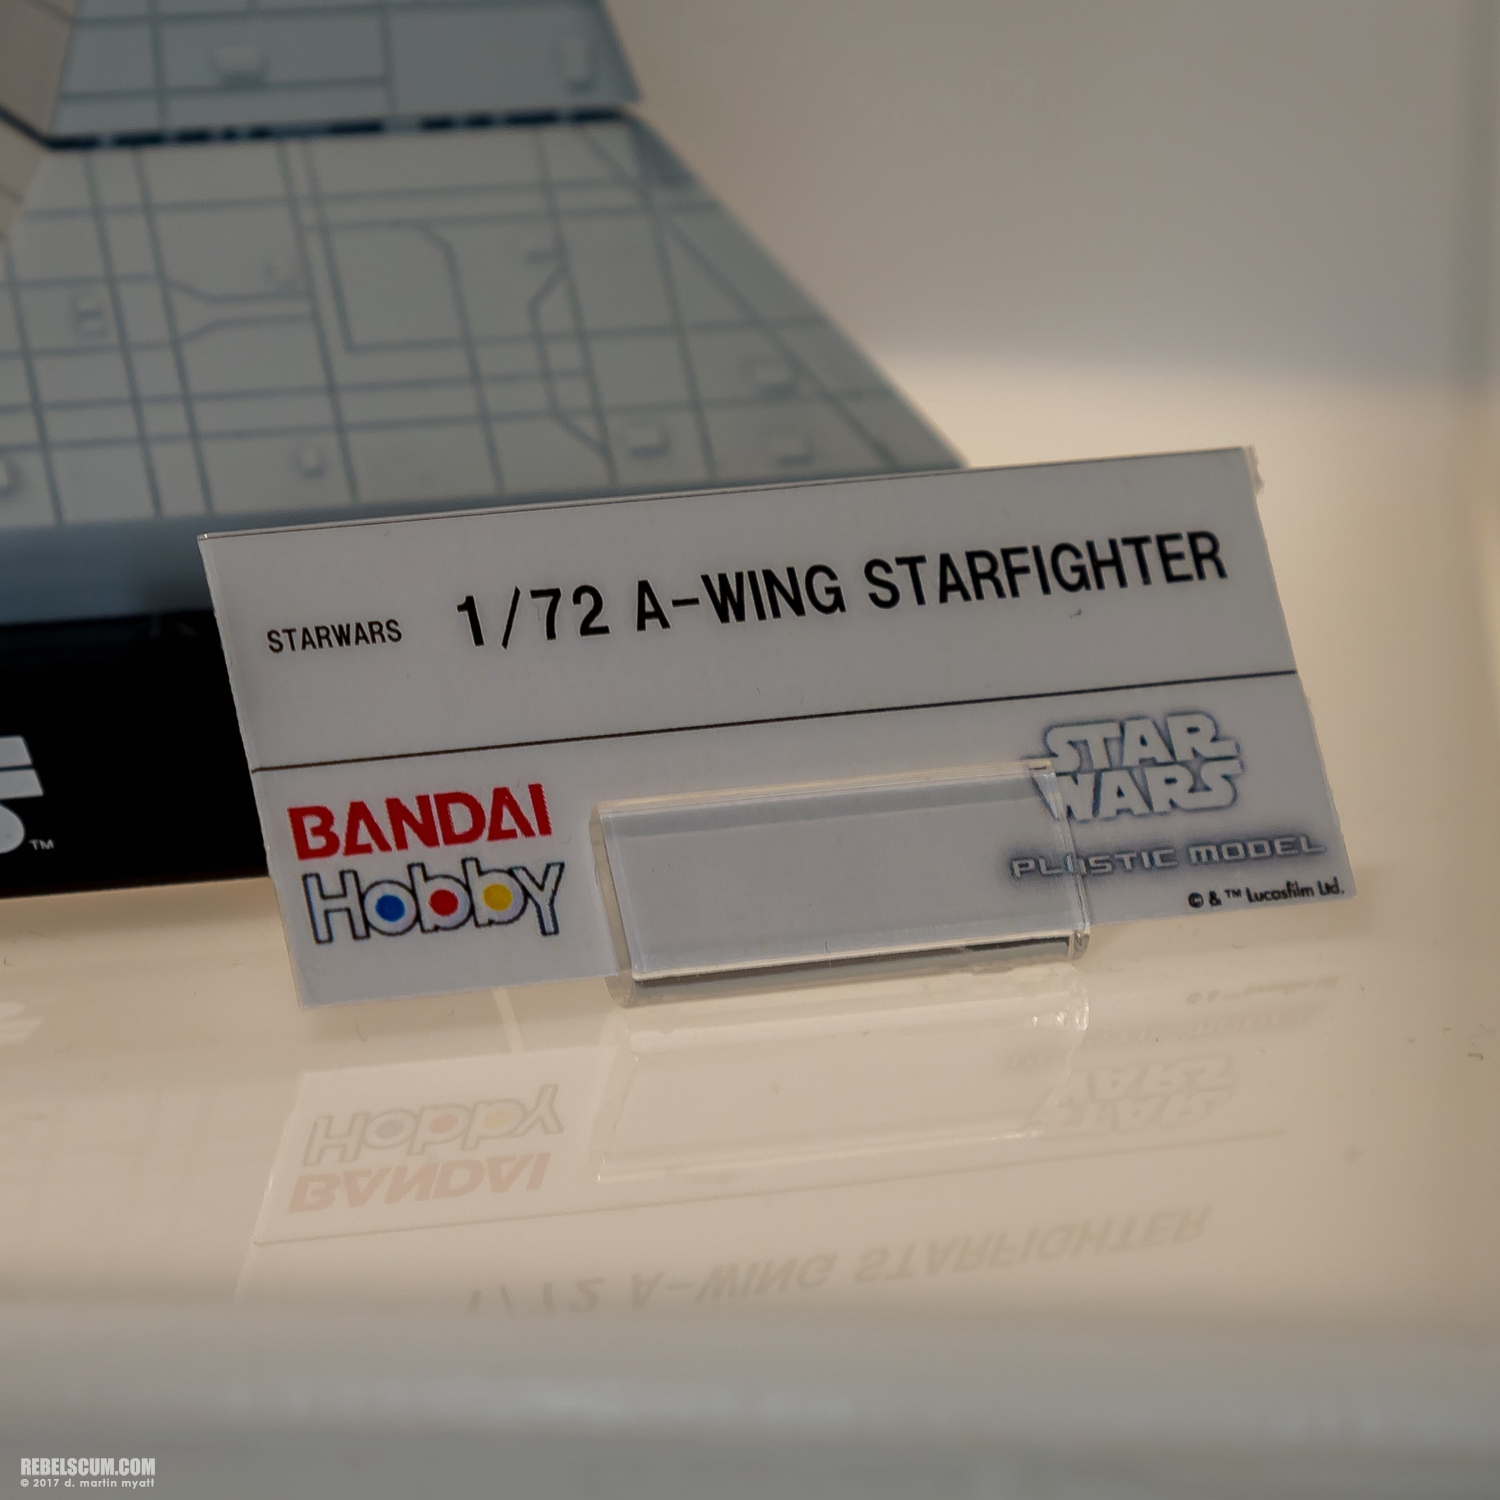 STARWARS 1/72 A-WING STARFIGHTER
BANDAI
Hobby
STAR
WARS
PLASTIC MODEL
© & ™ Lucasfilm Ltd.
S
™
REBELSCUM.COM
© 2017 d. martin myatt